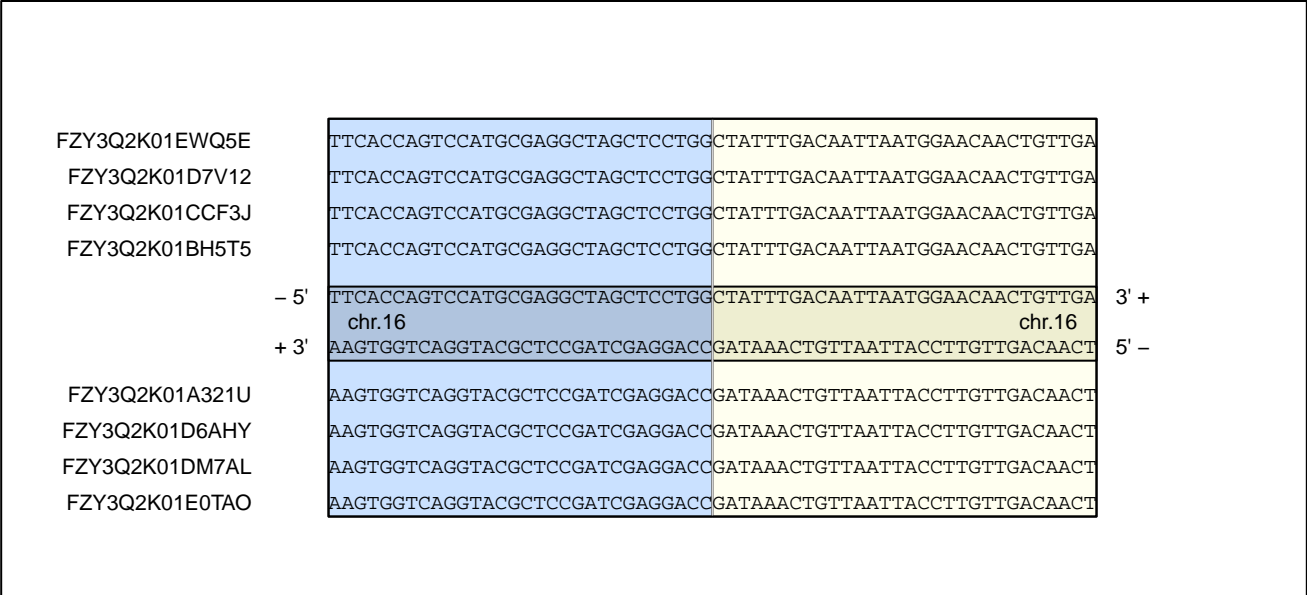 FZY3Q2K01EWQ5E TTCACCAGTCCATGCGAGGCTAGCTCCTGGCTATTTGACAATTAATGGAACAACTGTTGA
FZY3Q2K01D7V12 TTCACCAGTCCATGCGAGGCTAGCTCCTGGCTATTTGACAATTAATGGAACAACTGTTGA
FZY3Q2K01CCF3J TTCACCAGTCCATGCGAGGCTAGCTCCTGGCTATTTGACAATTAATGGAACAACTGTTGA
FZY3Q2K01BH5T5 TTCACCAGTCCATGCGAGGCTAGCTCCTGGCTATTTGACAATTAATGGAACAACTGTTGA
– 5' TTCACCAGTCCATGCGAGGCTAGCTCCTGGCTATTTGACAATTAATGGAACAACTGTTGA 3' +
chr.16 chr.16
+ 3' AAGTGGTCAGGTACGCTCCGATCGAGGACCGATAAACTGTTAATTACCTTGTTGACAACT 5' –
FZY3Q2K01A321U AAGTGGTCAGGTACGCTCCGATCGAGGACCGATAAACTGTTAATTACCTTGTTGACAACT
FZY3Q2K01D6AHY AAGTGGTCAGGTACGCTCCGATCGAGGACCGATAAACTGTTAATTACCTTGTTGACAACT
FZY3Q2K01DM7AL AAGTGGTCAGGTACGCTCCGATCGAGGACCGATAAACTGTTAATTACCTTGTTGACAACT
FZY3Q2K01E0TAO AAGTGGTCAGGTACGCTCCGATCGAGGACCGATAAACTGTTAATTACCTTGTTGACAACT